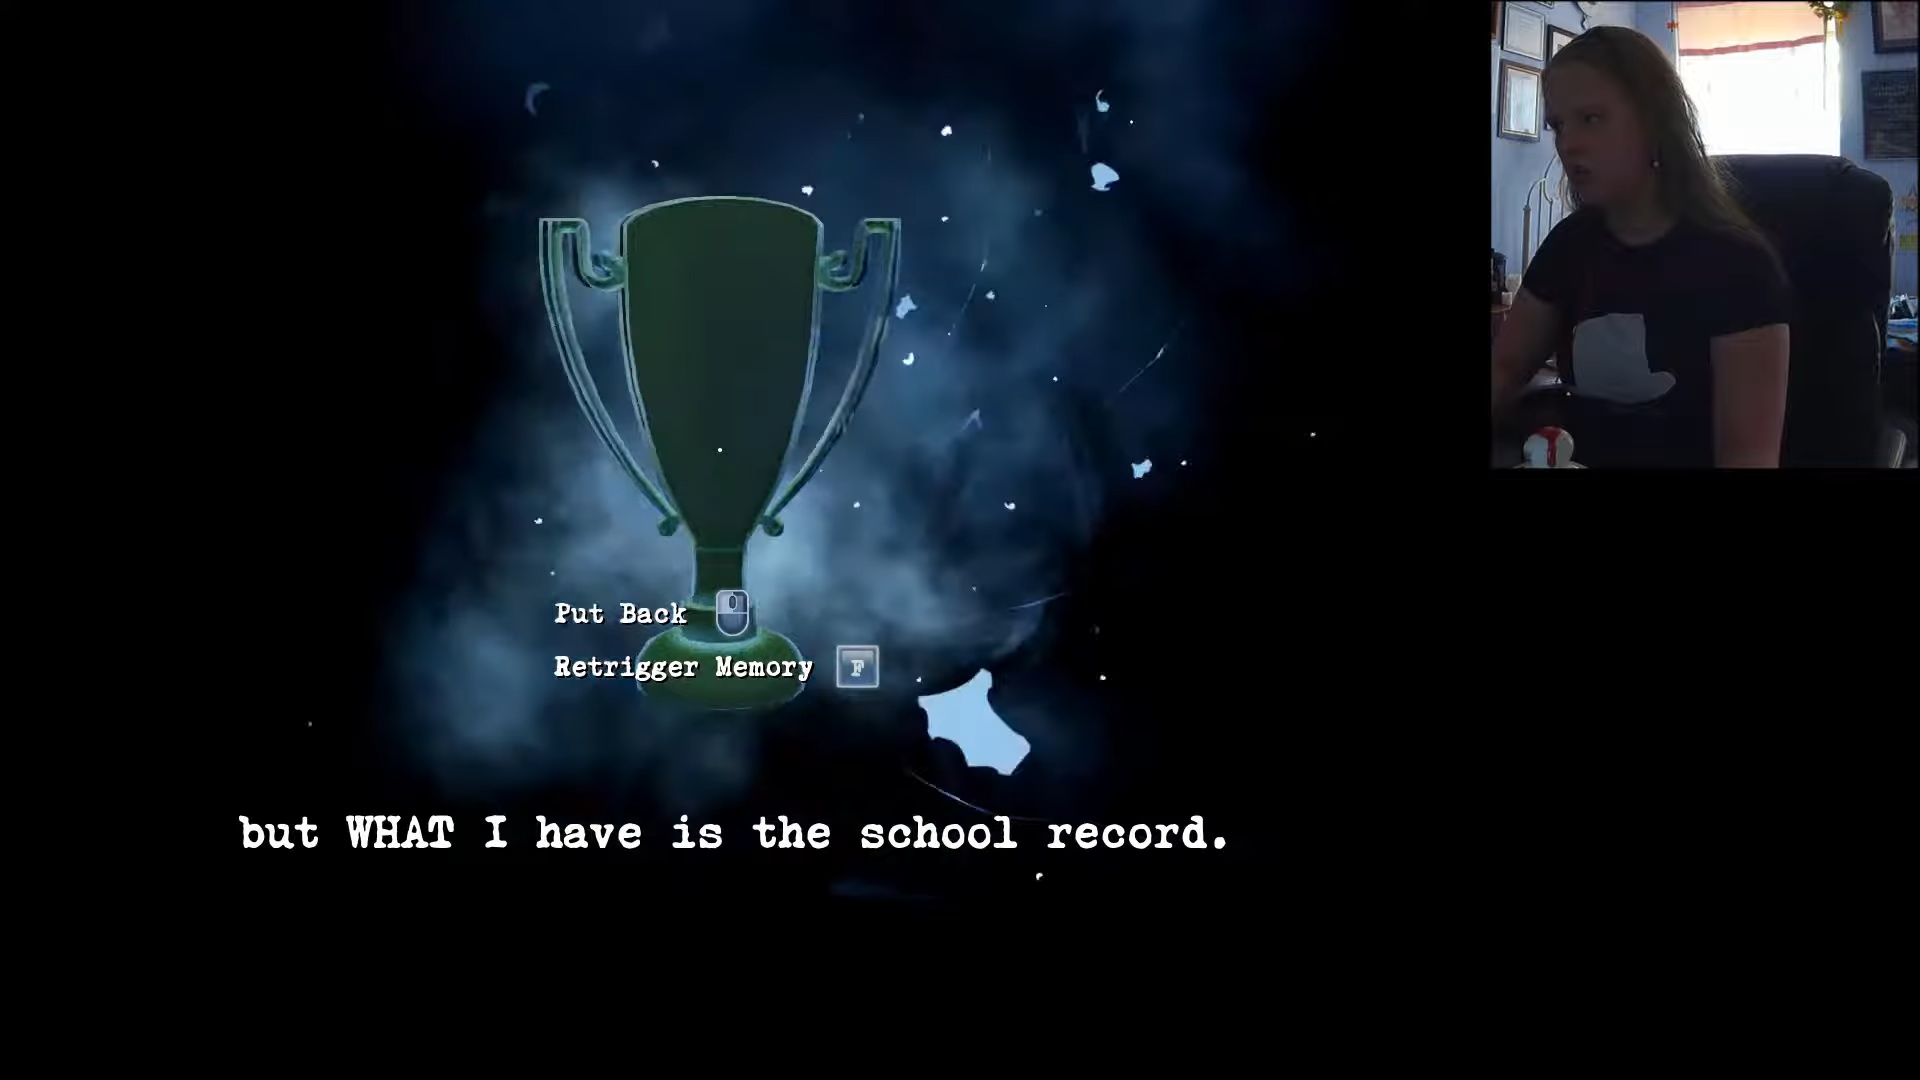 Put Back
Retrigger Memory F
but WHAT I have is the school record.